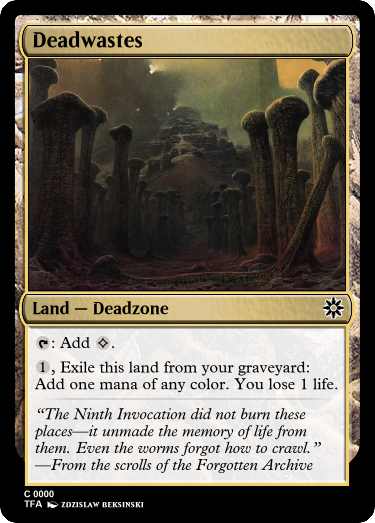 Deadwastes
Land — Deadzone
: Add .
1, Exile this land from your graveyard:
Add one mana of any color. You lose 1 life.
“The Ninth Invocation did not burn these
places—it unmade the memory of life from
them. Even the worms forgot how to crawl.”
—From the scrolls of the Forgotten Archive
C 0000
TFA ZDZISLAW BEKSINSKI